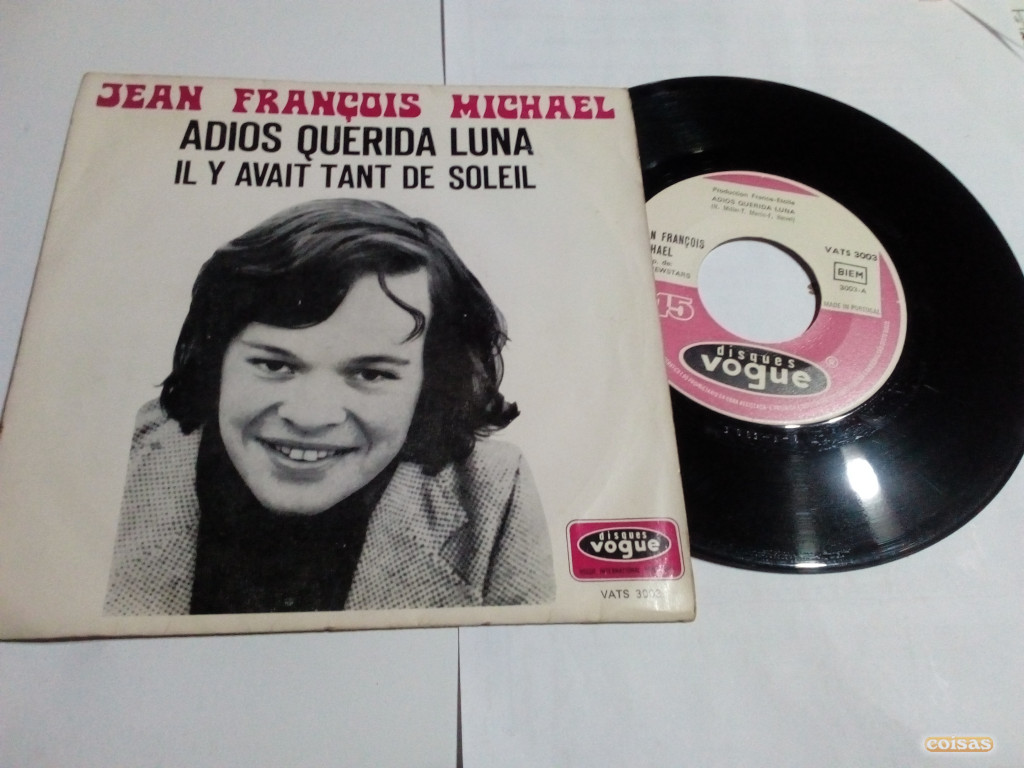 JEAN FRANÇOIS MICHAEL
ADIOS QUERIDA LUNA
IL Y AVAIT TANT DE SOLEIL
disques
vogue
VATS 3003
Production France-Etoile
ADIOS QUERIDA LUNA
N FRANÇOIS
HAEL
EWSTARS
VATS 3003
BIEM
3003-A
MADE IN PORTUGAL
45
disques
vogue
coisas